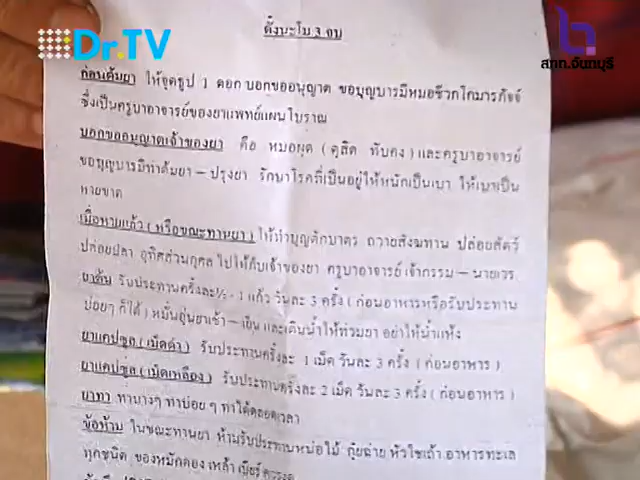 Dr.TV
สทท.จันทบุรี
ตั้งนะโม 3 จบ
ก่อนต้มยา ให้จุดธูป 1 ดอก บอกขออนุญาต ขอบุญบารมีหมอชีวกโกมารภัจจ์
ซึ่งเป็นครูบาอาจารย์ของยาแพทย์แผนโบราณ
บอกขออนุญาตเจ้าของยา คือ หมอผุด ( ดุสิต ทับคง ) และครูบาอาจารย์
ขอบุญบารมีทำต้มยา – ปรุงยา รักษาโรคที่เป็นอยู่ให้หนักเป็นเบา ให้เบาเป็น
หายขาด
เมื่อหายแล้ว ( หรือขณะทานยา ) ให้ทำบุญตักบาตร ถวายสังฆทาน ปล่อยสัตว์
ปล่อยปลา อุทิศส่วนกุศล ไปให้กับเจ้าของยา ครูบาอาจารย์ เจ้ากรรม – นายเวร
ยาต้ม รับประทานครั้งละ ½ - 1 แก้ว วันละ 3 ครั้ง ( ก่อนอาหารหรือรับประทาน
บ่อยๆ ก็ได้ ) หมั่นอุ่นยาเช้า – เย็น และเติมน้ำให้ท่วมยา อย่าให้น้ำแห้ง
ยาแคปซูล ( เม็ดดำ ) รับประทานครั้งละ 1 เม็ด วันละ 3 ครั้ง ( ก่อนอาหาร )
ยาแคปซูล ( เม็ดเหลือง ) รับประทานครั้งละ 2 เม็ด วันละ 3 ครั้ง ( ก่อนอาหาร )
ยาทา ทาบางๆ ทาบ่อยๆ ทาได้ตลอดเวลา
ข้อห้าม ในขณะทานยา ห้ามรับประทานหน่อไม้ กุ้ยฉ่าย หัวไชเท้า อาหารทะเล
ทุกชนิด ของหมักดอง เหล้า เบียร์